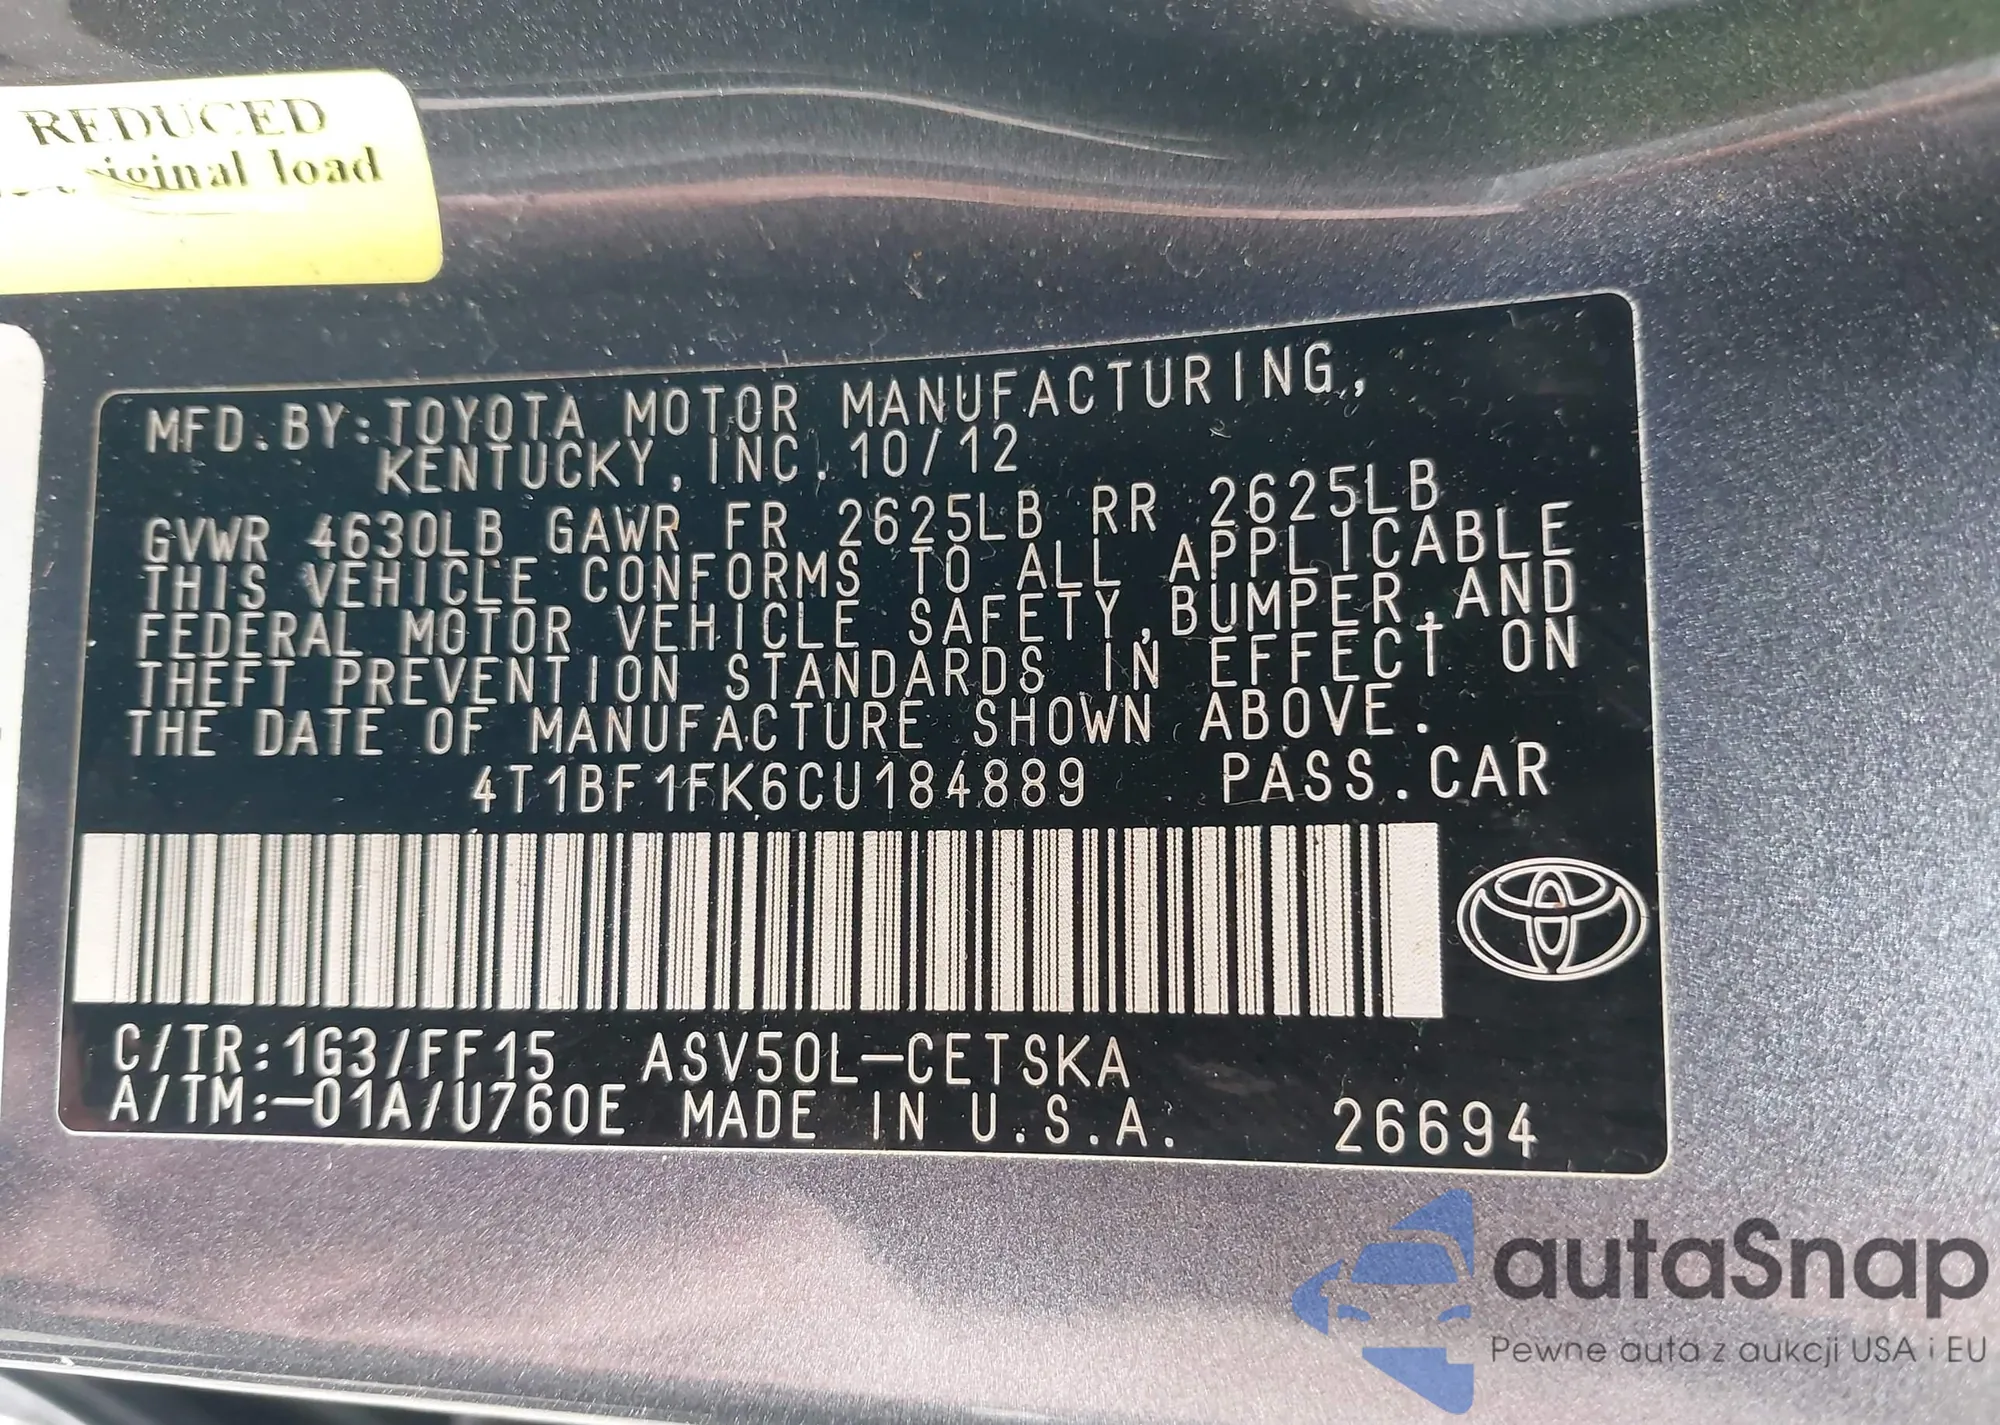 REDUCED
original load
MFD.BY:TOYOTA MOTOR MANUFACTURING,
KENTUCKY, INC. 10/12
GVWR 4630LB GAWR FR 2625LB RR 2625LB
THIS VEHICLE CONFORMS TO ALL APPLICABLE
FEDERAL MOTOR VEHICLE SAFETY,BUMPER,AND
THEFT PREVENTION STANDARDS IN EFFECT ON
THE DATE OF MANUFACTURE SHOWN ABOVE.
4T1BF1FK6CU184889 PASS.CAR
C/TR:1G3/FF15 ASV50L-CETSKA
A/TM:-01A/U760E MADE IN U.S.A. 26694
autaSnap
Pewne auta z aukcji USA i EU